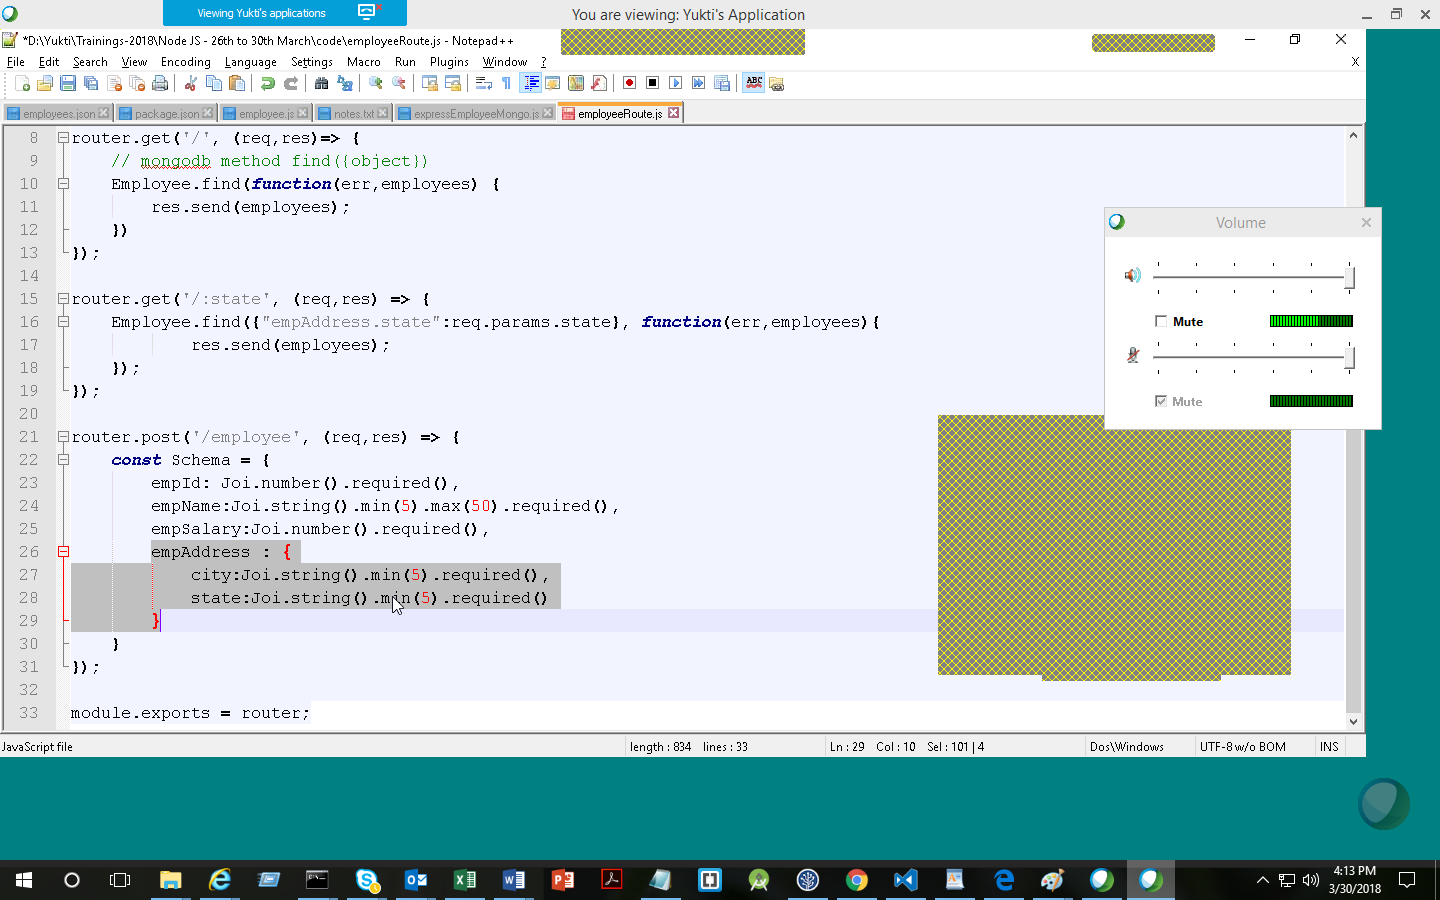 Viewing Yukti's applications
You are viewing: Yukti's Application
*D:\Yukti\Trainings-2018\Node JS - 26th to 30th March\code\employeeRoute.js - Notepad++
File Edit Search View Encoding Language Settings Macro Run Plugins Window ? X
employees.json package.json employee.js notes.txt expressEmployeeMongo.js employeeRoute.js
8 router.get('/', (req,res)=> {
9 // mongodb method find({object})
10 Employee.find(function(err,employees) {
11 res.send(employees);
12 })
13 });
14
15 router.get('/:state', (req,res) => {
16 Employee.find({"empAddress.state":req.params.state}, function(err,employees){
17 res.send(employees);
18 });
19 });
20
21 router.post('/employee', (req,res) => {
22 const Schema = {
23 empId: Joi.number().required(),
24 empName:Joi.string().min(5).max(50).required(),
25 empSalary:Joi.number().required(),
26 empAddress : {
27 city:Joi.string().min(5).required(),
28 state:Joi.string().min(5).required()
29 }
30 }
31 });
32
33 module.exports = router;
Volume
Mute
Mute
JavaScript file length : 834 lines : 33 Ln : 29 Col : 10 Sel : 101 | 4 Dos\Windows UTF-8 w/o BOM INS
4:13 PM
3/30/2018